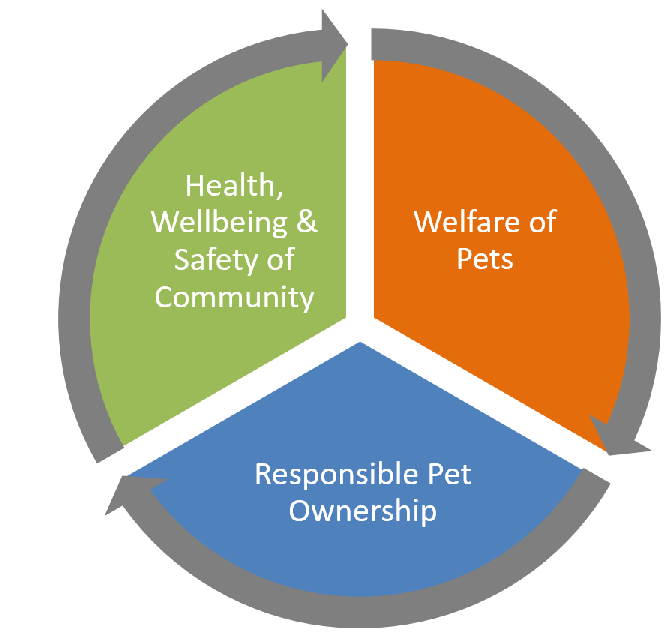 Health,
Wellbeing &
Safety of
Community
Welfare of
Pets
Responsible Pet
Ownership